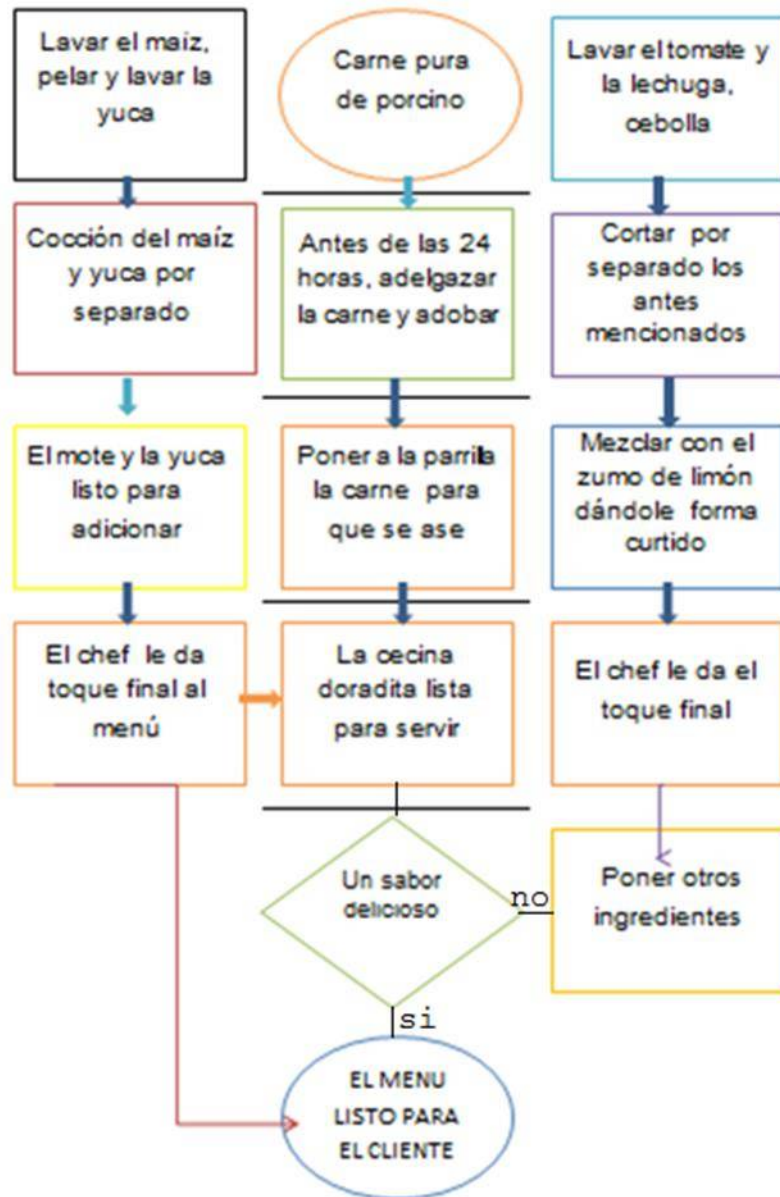 Lavar el maíz,
pelar y lavar la
yuca
Carne pura
de porcino
Lavar el tomate y
la lechuga,
cebolla
Cocción del maíz
y yuca por
separado
Antes de las 24
horas, adelgazar
la carne y adobar
Cortar por
separado los
antes
mencionados
El mote y la yuca
listo para
adicionar
Poner a la parrilla
la carne para
que se ase
Mezclar con el
zumo de limón
dándole forma
curtido
El chef le da
toque final al
menú
La cecina
doradita lista
para servir
El chef le da el
toque final
Un sabor
delicioso
no
Poner otros
ingredientes
si
EL MENU
LISTO PARA
EL CLIENTE